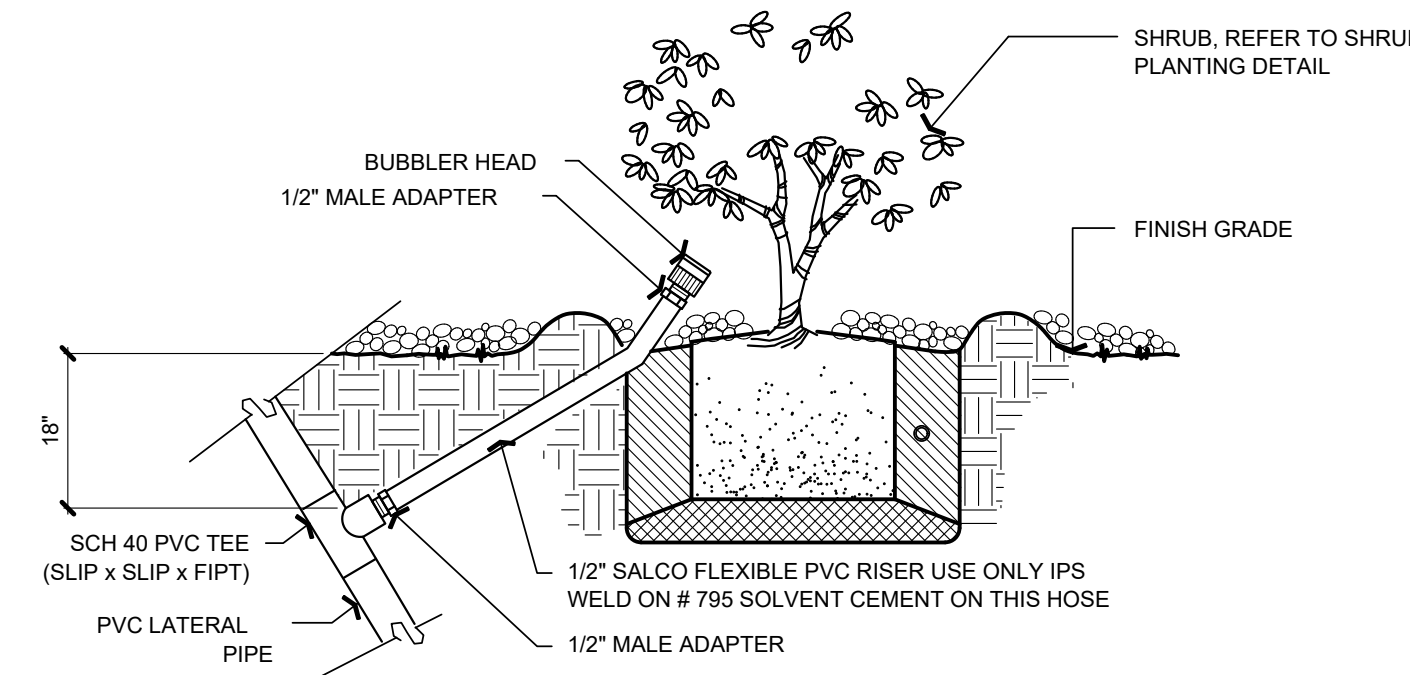 SHRUB, REFER TO SHRUB
PLANTING DETAIL
BUBBLER HEAD
1/2" MALE ADAPTER
FINISH GRADE
18"
SCH 40 PVC TEE
(SLIP x SLIP x FIPT)
PVC LATERAL
PIPE
1/2" SALCO FLEXIBLE PVC RISER USE ONLY IPS
WELD ON # 795 SOLVENT CEMENT ON THIS HOSE
1/2" MALE ADAPTER